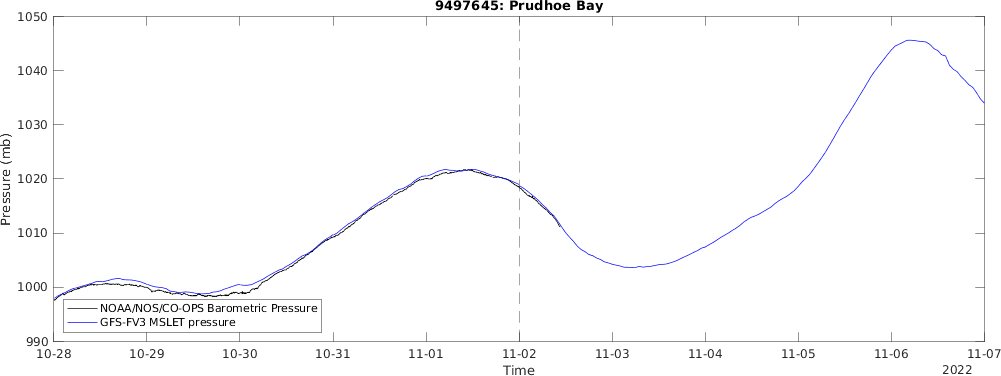 9497645: Prudhoe Bay
1050
1040
1030
1020
1010
1000
990
Pressure (mb)
NOAA/NOS/CO-OPS Barometric Pressure
GFS-FV3 MSLET pressure
10-28 10-29 10-30 10-31 11-01 11-02 11-03 11-04 11-05 11-06 11-07
Time
2022